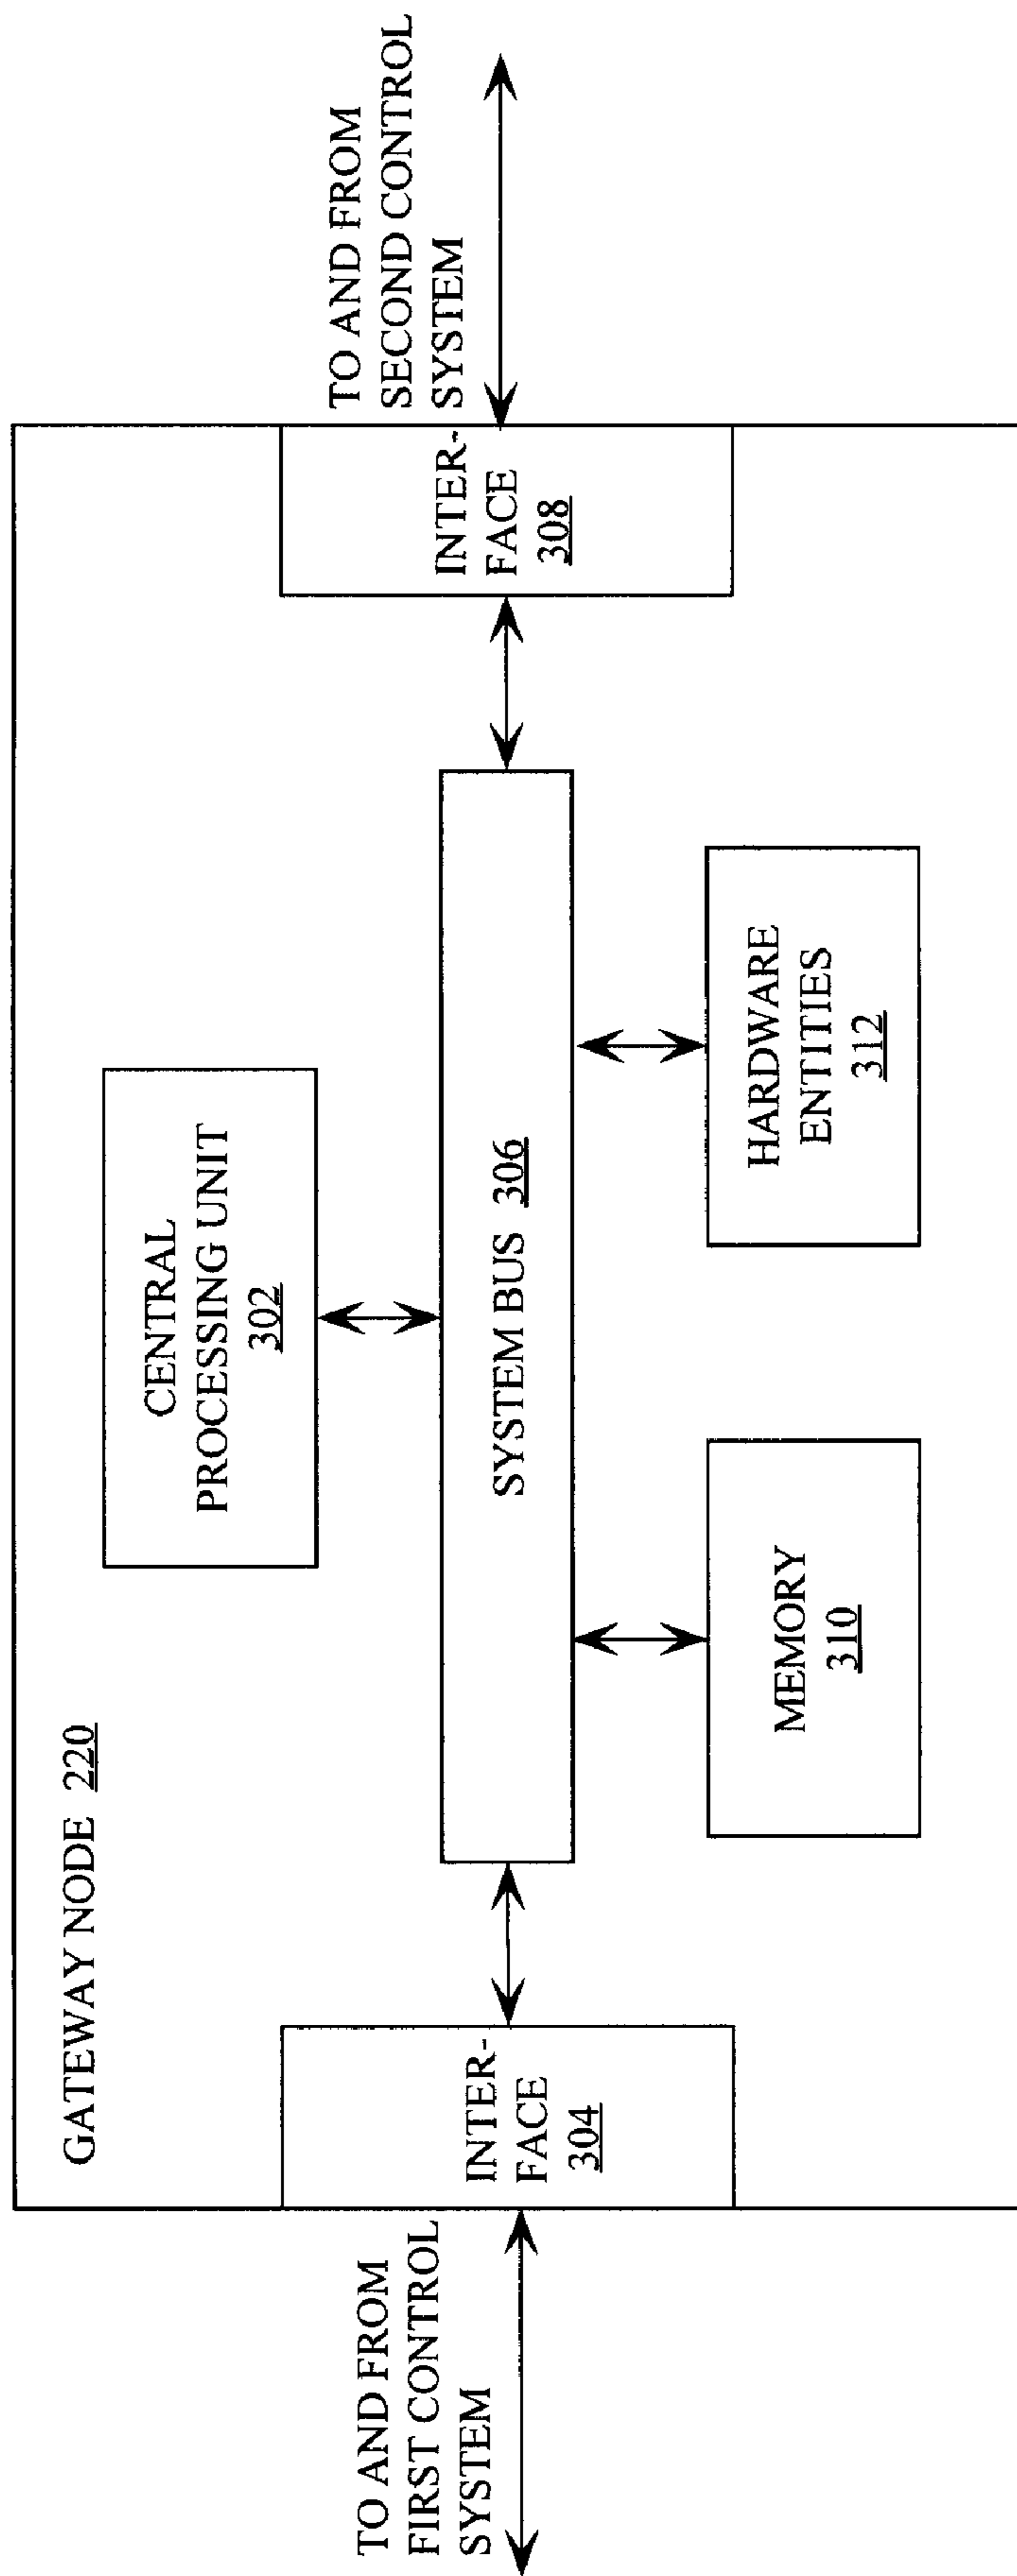 GATEWAY NODE 220
CENTRAL
PROCESSING UNIT
302
TO AND FROM
FIRST CONTROL
SYSTEM
INTER-
FACE
304
SYSTEM BUS 306
INTER-
FACE
308
TO AND FROM
SECOND CONTROL
SYSTEM
MEMORY
310
HARDWARE
ENTITIES
312